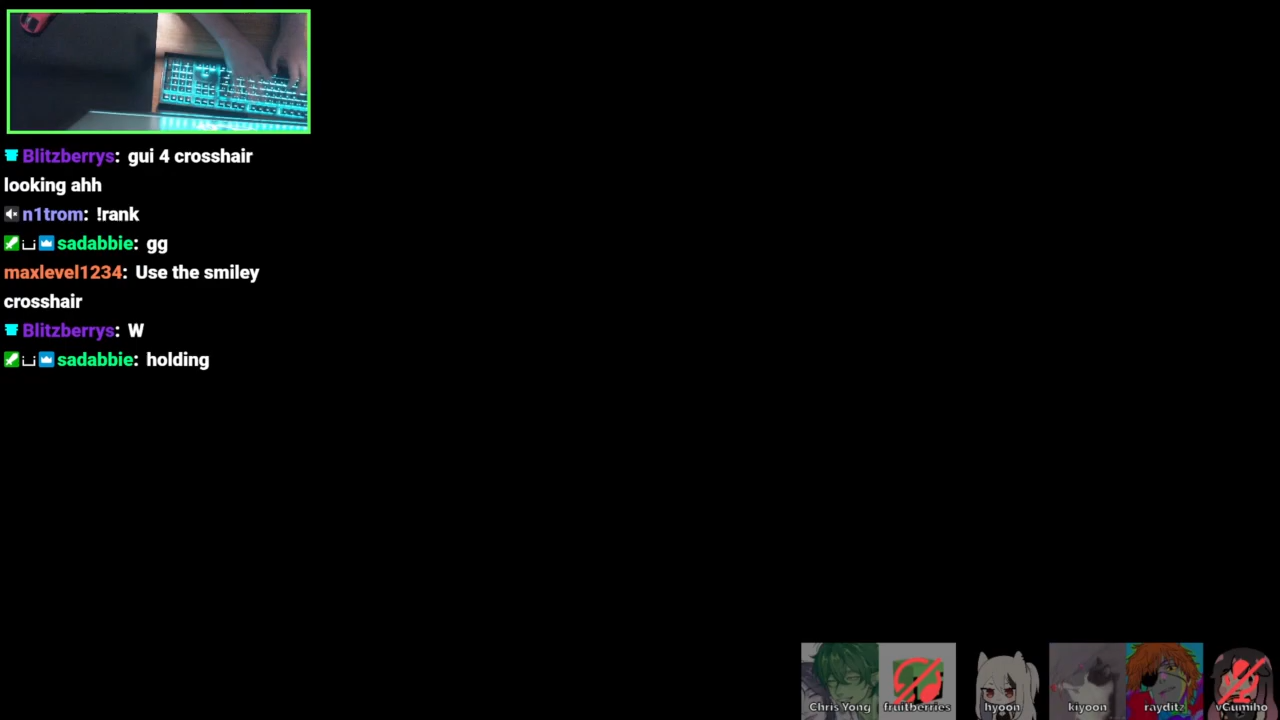 Blitzberrys: gui 4 crosshair
looking ahh
n1trom: !rank
sadabbie: gg
maxlevel1234: Use the smiley
crosshair
Blitzberrys: W
sadabbie: holding
Chris Yong fruitberries hyoon kiyoon rayditz vGumiho